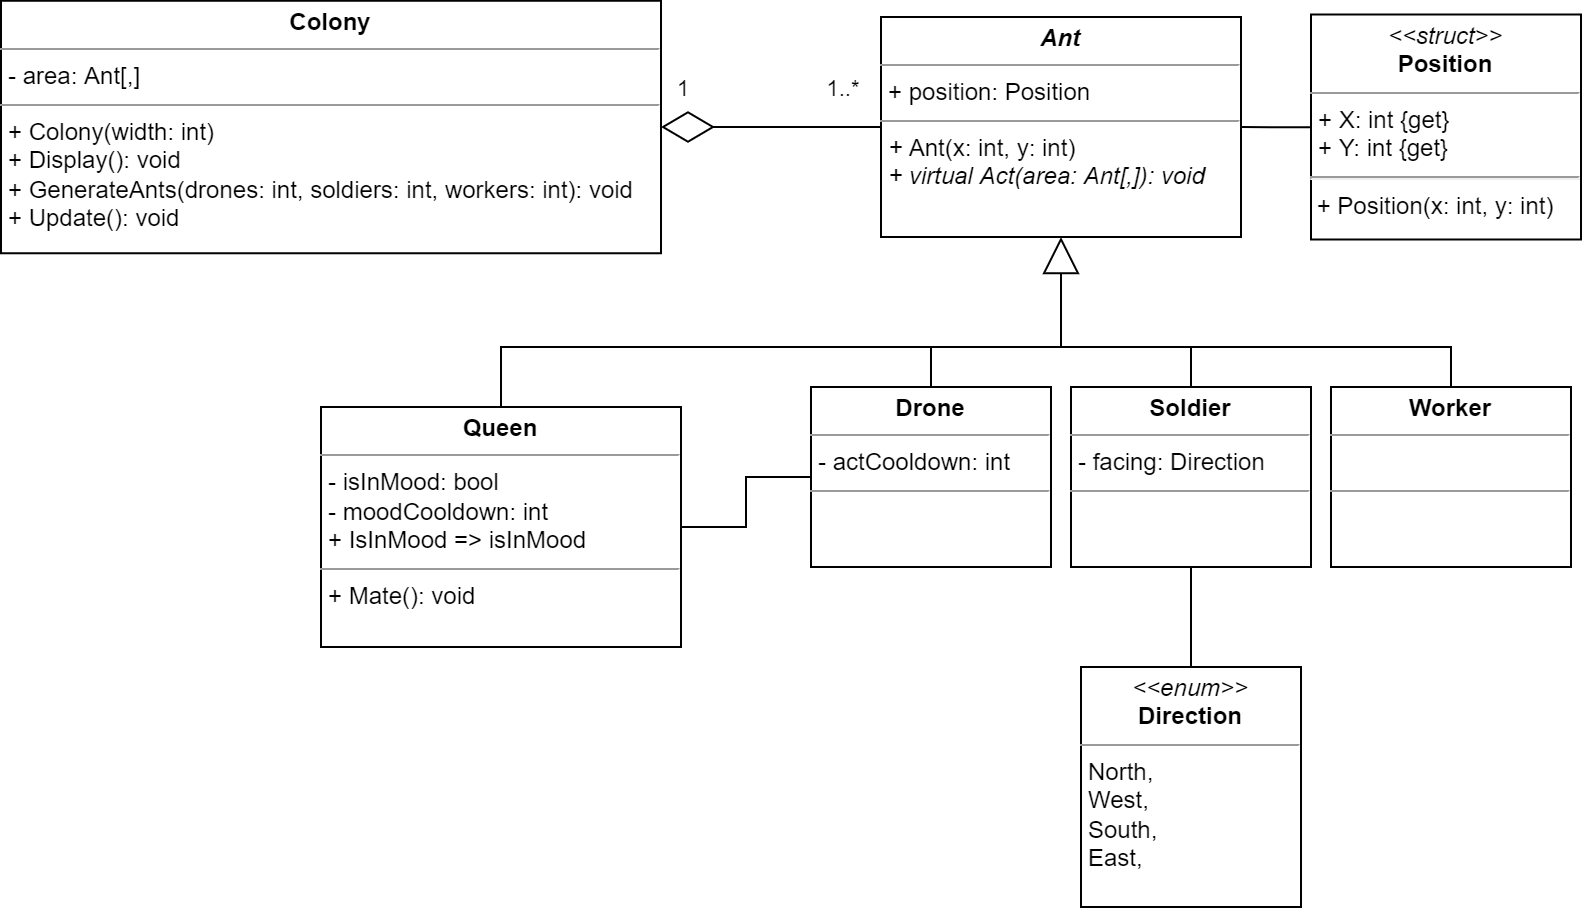 Colony
- area: Ant[,]
+ Colony(width: int)
+ Display(): void
+ GenerateAnts(drones: int, soldiers: int, workers: int): void
+ Update(): void
1
1..*
Ant
+ position: Position
+ Ant(x: int, y: int)
+ virtual Act(area: Ant[,]): void
<<struct>>
Position
+ X: int {get}
+ Y: int {get}
+ Position(x: int, y: int)
Queen
- isInMood: bool
- moodCooldown: int
+ IsInMood => isInMood
+ Mate(): void
Drone
- actCooldown: int
Soldier
- facing: Direction
Worker
<<enum>>
Direction
North,
West,
South,
East,